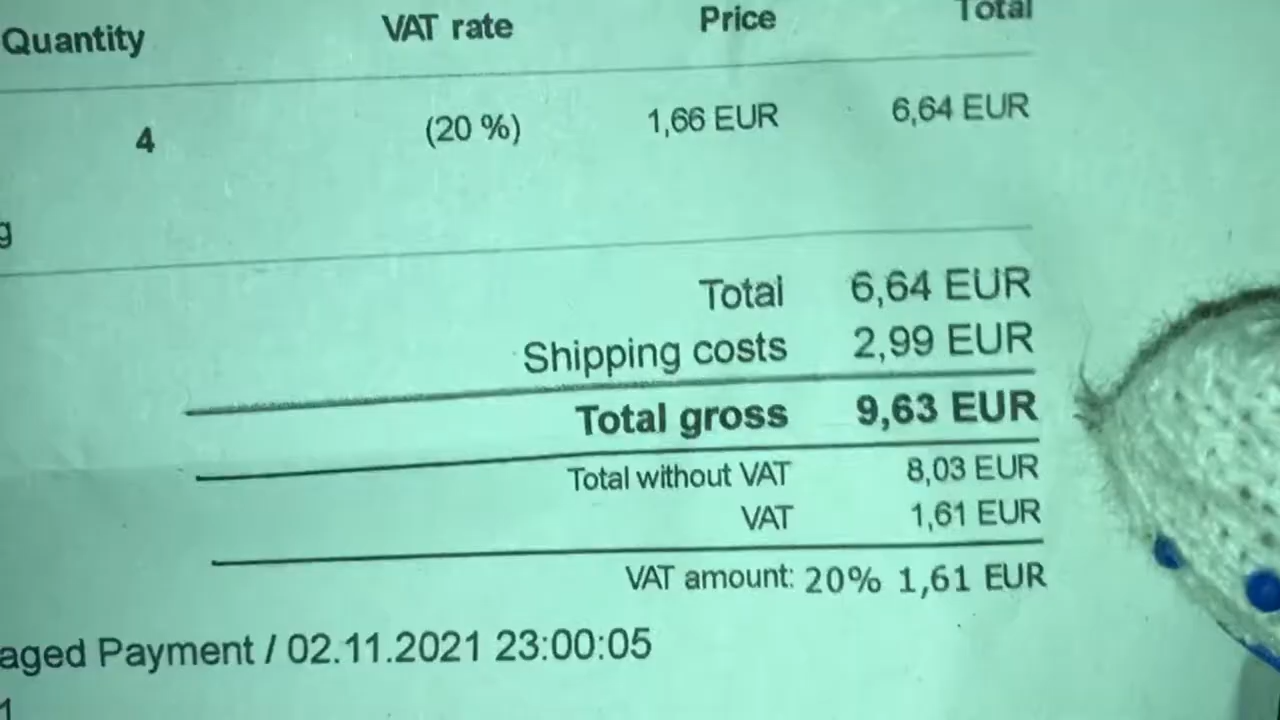 Quantity VAT rate Price Total
4 (20 %) 1,66 EUR 6,64 EUR
g
Total 6,64 EUR
Shipping costs 2,99 EUR
Total gross 9,63 EUR
Total without VAT 8,03 EUR
VAT 1,61 EUR
VAT amount: 20% 1,61 EUR
aged Payment / 02.11.2021 23:00:05
1